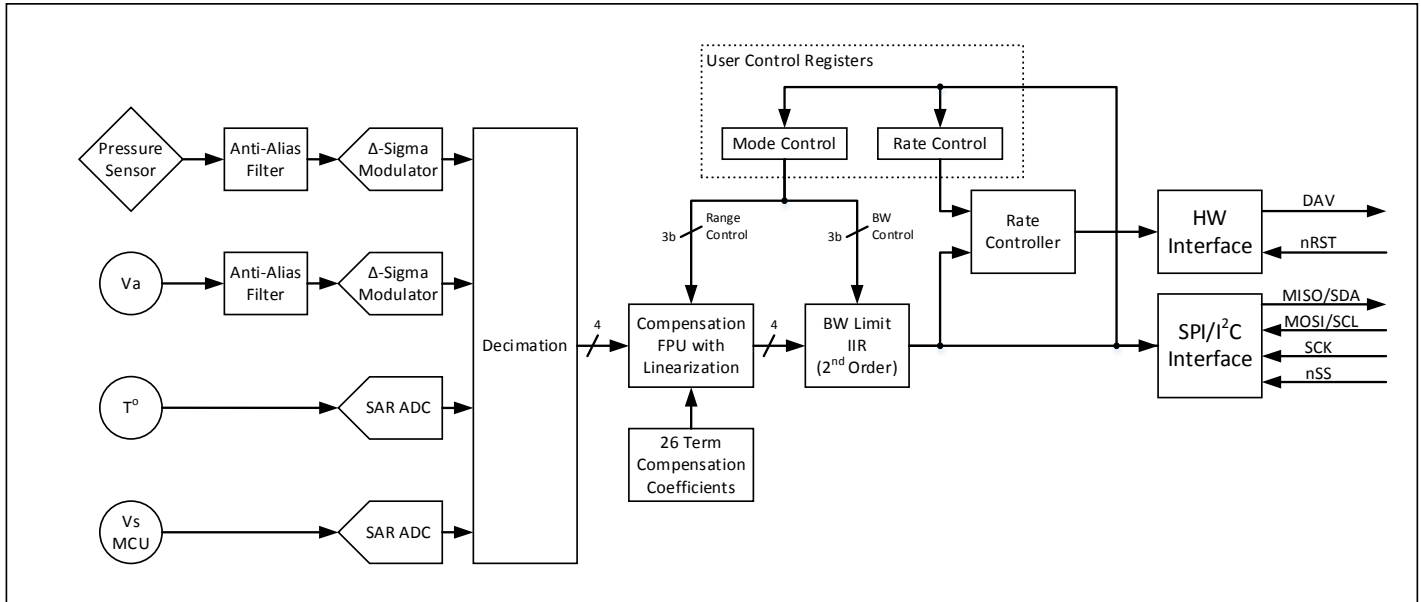 User Control Registers
Mode Control
Rate Control
Pressure
Sensor
Anti-Alias
Filter
Δ-Sigma
Modulator
Va
Anti-Alias
Filter
Δ-Sigma
Modulator
T°
SAR ADC
Vs
MCU
SAR ADC
Decimation
4
3b
Range
Control
Compensation
FPU with
Linearization
26 Term
Compensation
Coefficients
4
3b
BW
Control
BW Limit
IIR
(2nd Order)
Rate
Controller
HW
Interface
DAV
nRST
SPI/I²C
Interface
MISO/SDA
MOSI/SCL
SCK
nSS